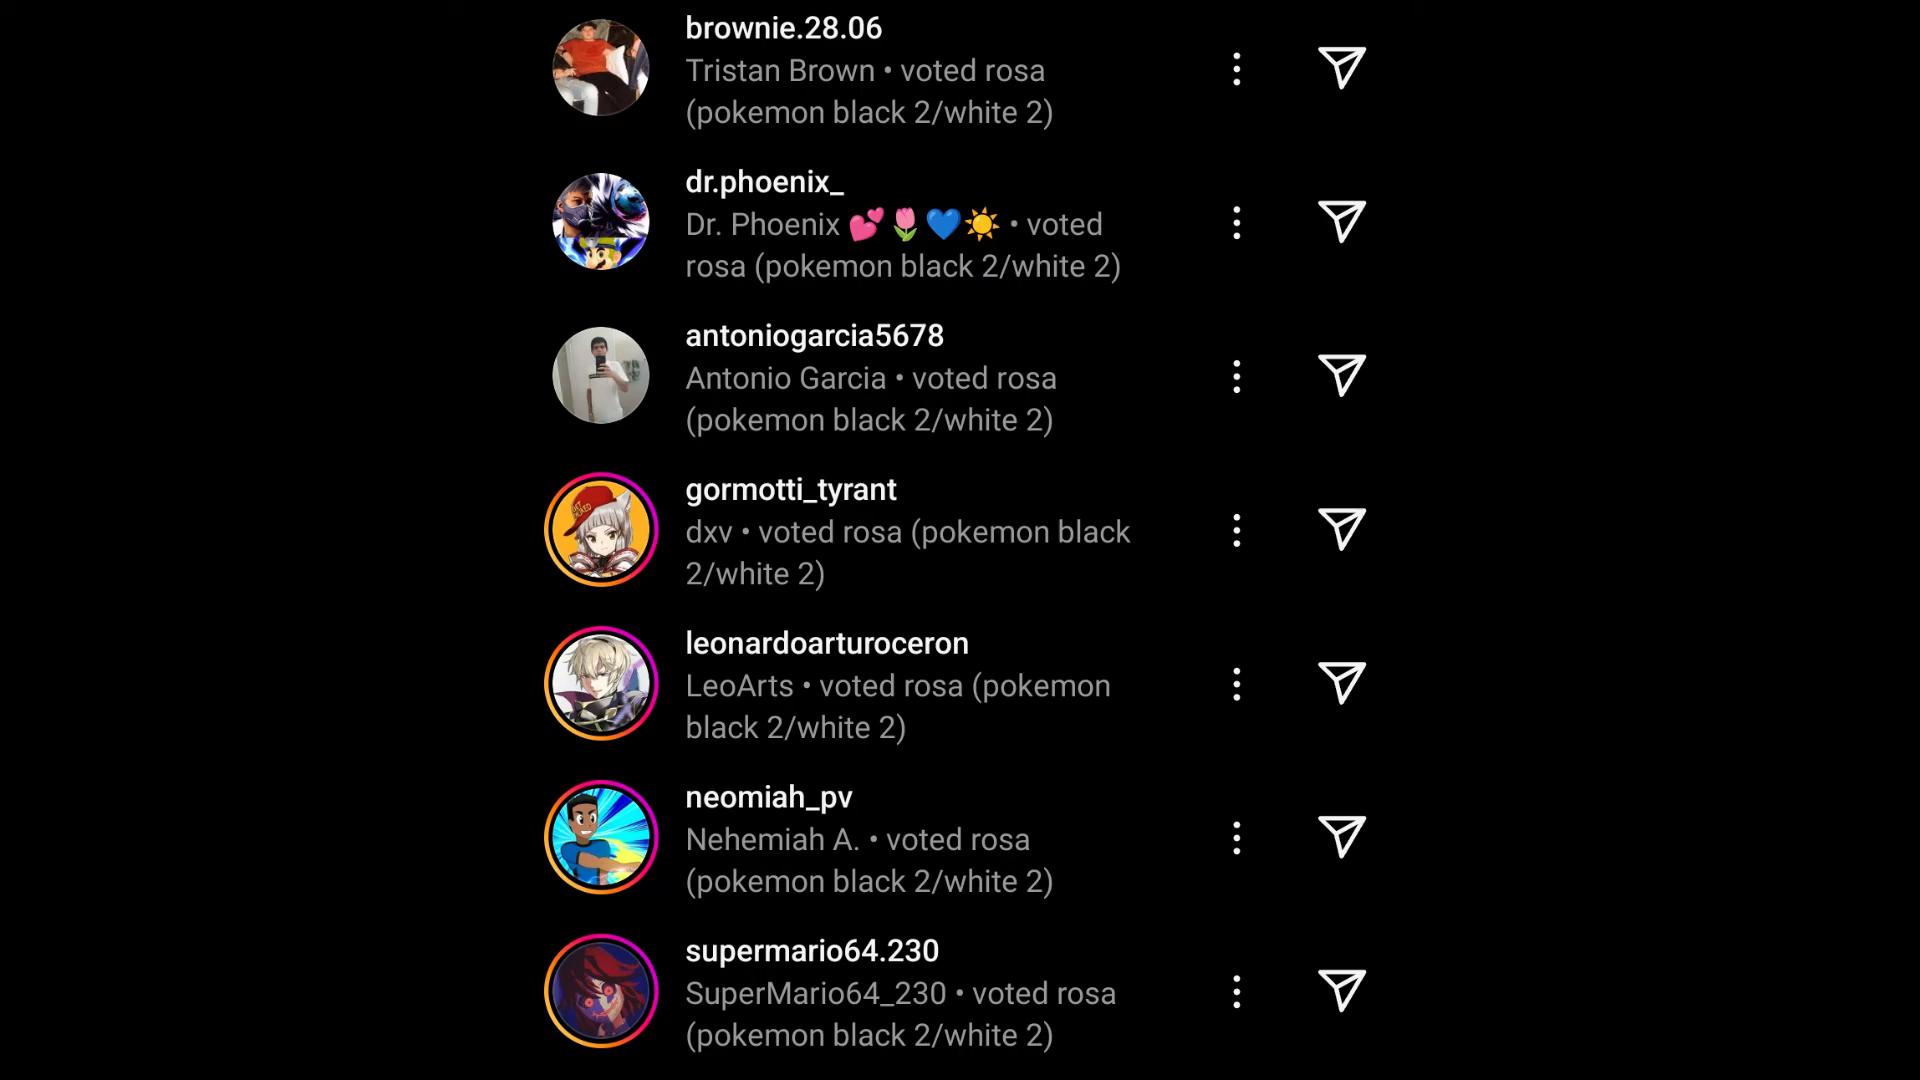 brownie.28.06
Tristan Brown • voted rosa
(pokemon black 2/white 2)
dr.phoenix_
Dr. Phoenix 💕🌷💙☀️ • voted
rosa (pokemon black 2/white 2)
antoniogarcia5678
Antonio Garcia • voted rosa
(pokemon black 2/white 2)
gormotti_tyrant
dxv • voted rosa (pokemon black
2/white 2)
leonardoarturoceron
LeoArts • voted rosa (pokemon
black 2/white 2)
neomiah_pv
Nehemiah A. • voted rosa
(pokemon black 2/white 2)
supermario64.230
SuperMario64_230 • voted rosa
(pokemon black 2/white 2)